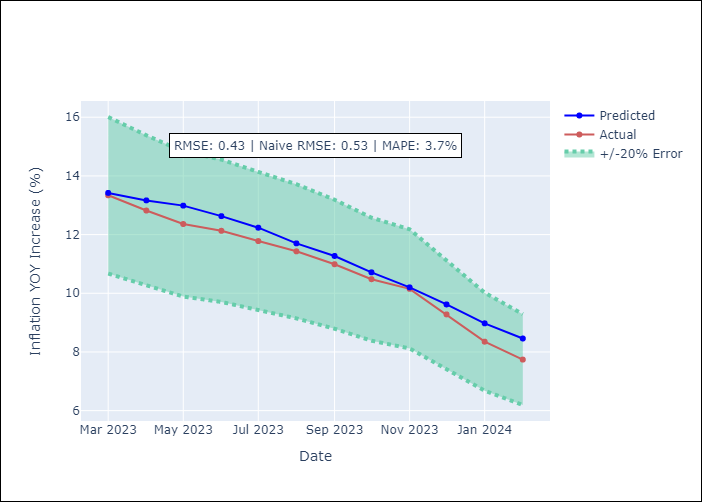 RMSE: 0.43 | Naive RMSE: 0.53 | MAPE: 3.7%
Predicted
Actual
+/-20% Error
Inflation YOY Increase (%)
16
14
12
10
8
6
Mar 2023
May 2023
Jul 2023
Sep 2023
Nov 2023
Jan 2024
Date